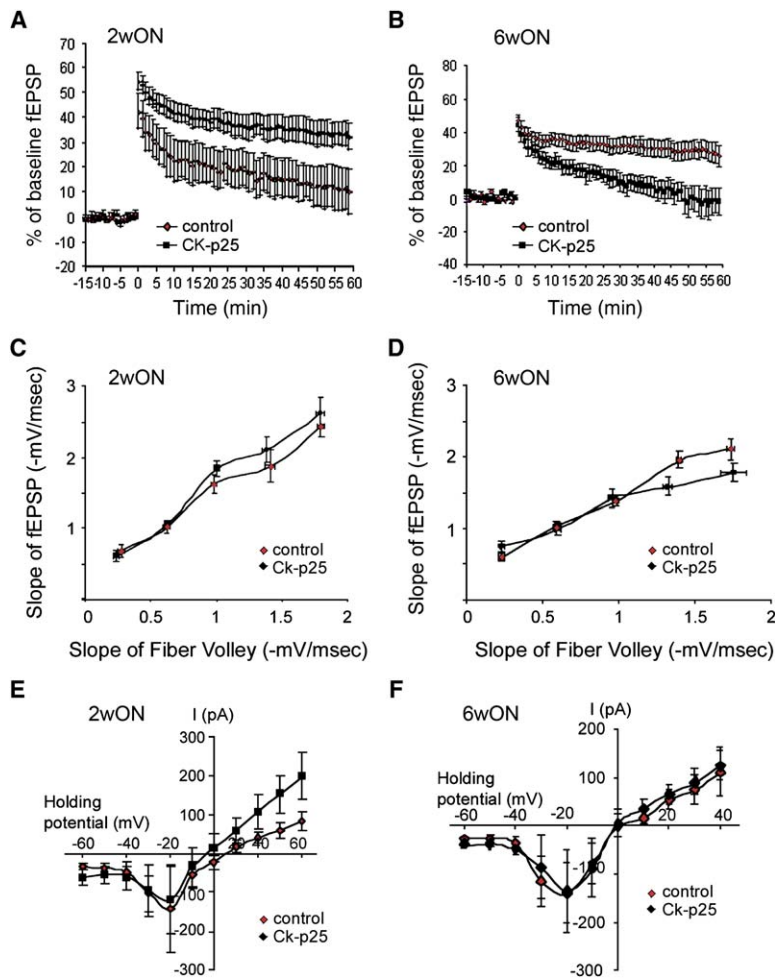 A
2wON
% of baseline fEPSP
70
60
50
40
30
20
10
0
-10
20
control
CK-p25
-15-10-5 0 5 10 15 20 25 30 35 40 4550 55 60
Time (min)
B
6wON
% of baseline fEPSP
100
80
60
40
20
0
-20
-40
control
CK-p25
-15-10 -5 0 5 10 15 20 25 30 35 40 45 50 55 60
Time (min)
C
2wON
Slope of fEPSP (-mV/msec)
3
2
1
control
Ck-p25
0 0.5 1 1.5 2
Slope of Fiber Volley (-mV/msec)
D
6wON
Slope of fEPSP (-mV/msec)
3
2
1
control
Ck-p25
0 0.5 1 1.5 2
Slope of Fiber Volley (-mV/msec)
E
2wON
I (pA)
300
200
100
Holding
potential (mV)
-60 -40 -20 20 40 60
-100
-200
-300
control
Ck-p25
F
6wON
I (pA)
200
100
Holding
potential (mV)
-60 -40 -20 0 20 40
-100
-200
-300
control
Ck-p25